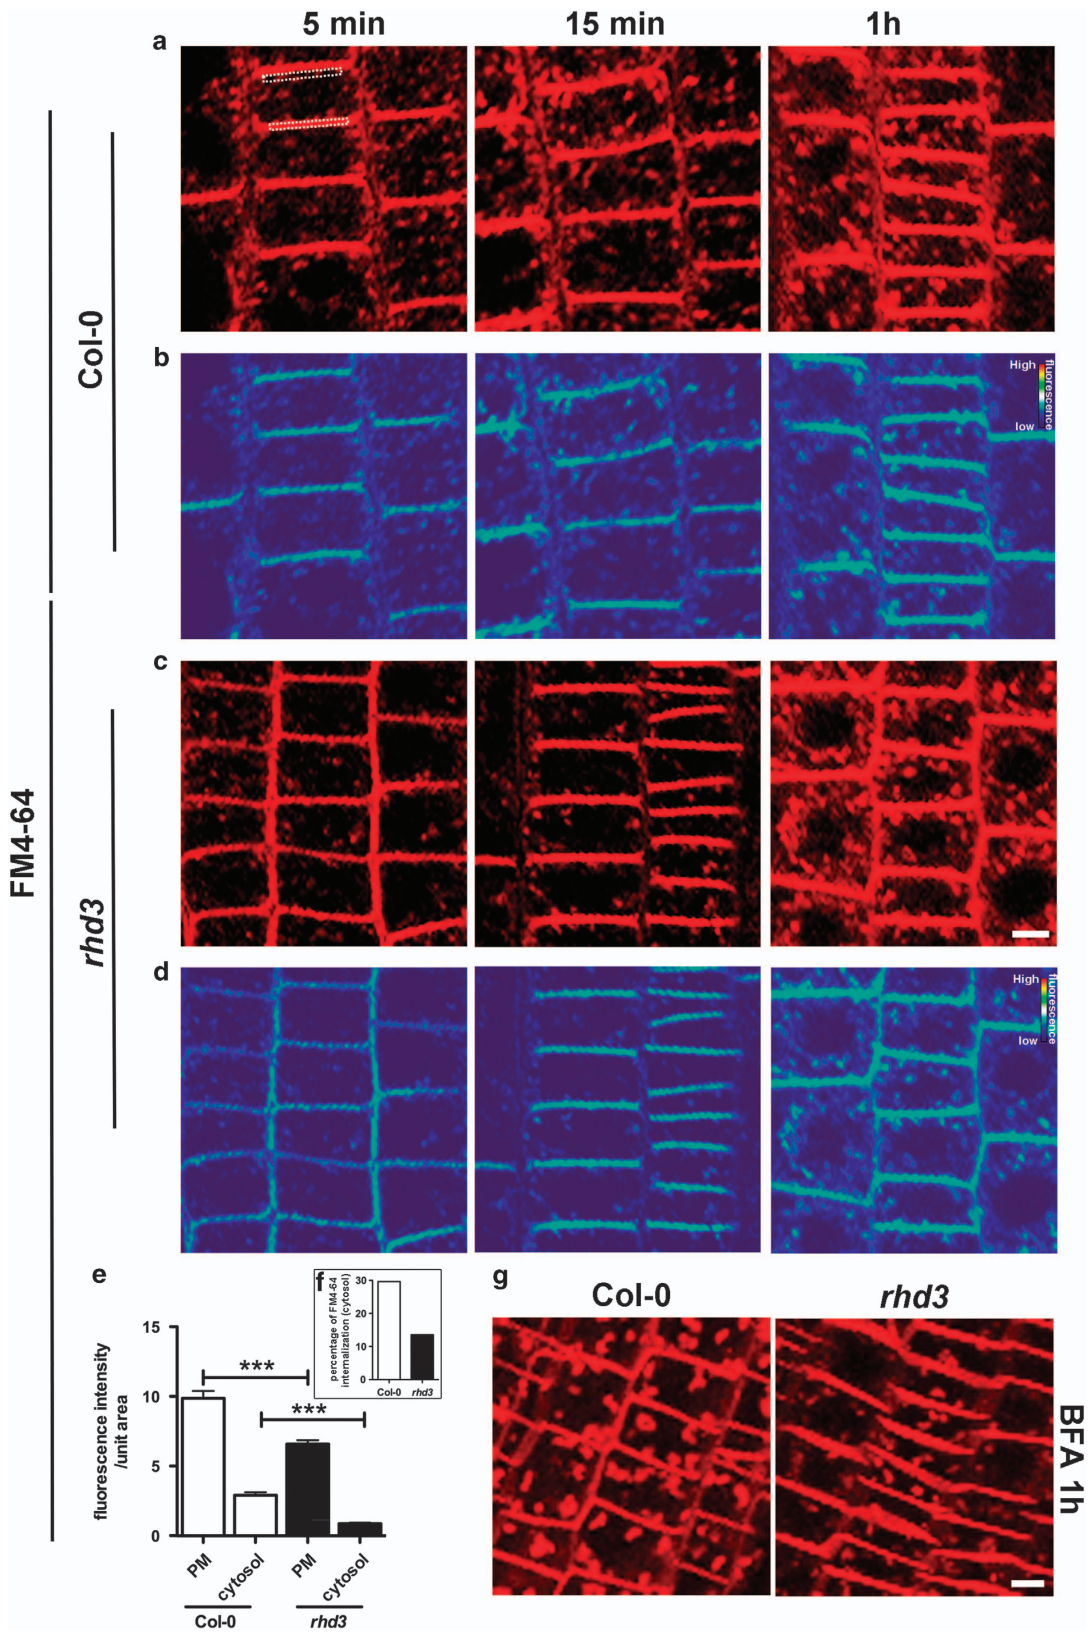 5 min
15 min
1h
a
b
High
low
fluorescence
c
d
High
low
fluorescence
FM4-64
Col-0
rhd3
e
fluorescence intensity
/unit area
15
10
5
0
***
***
PM
cytosol
PM
cytosol
Col-0
rhd3
f
percentage of FM4-64
internalization (cytosol)
30
20
10
0
Col-0
rhd3
g
Col-0
rhd3
BFA 1h